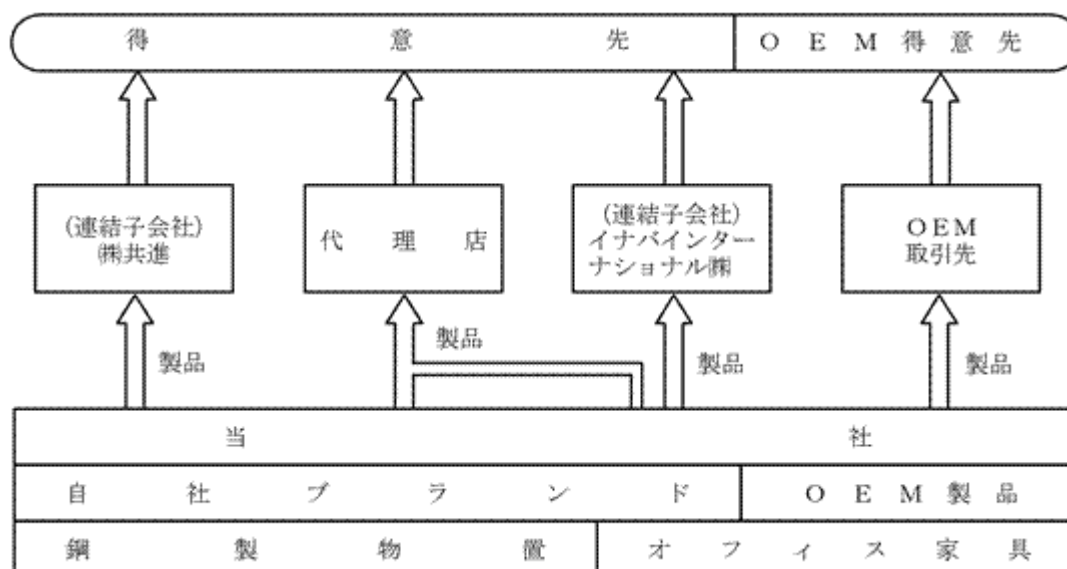 得意先
OEM得意先
(連結子会社)
㈱共進
代理店
(連結子会社)
イナバインター
ナショナル㈱
OEM
取引先
製品
製品
製品
製品
当社
自社ブランド
OEM製品
鋼製物置
オフィス家具